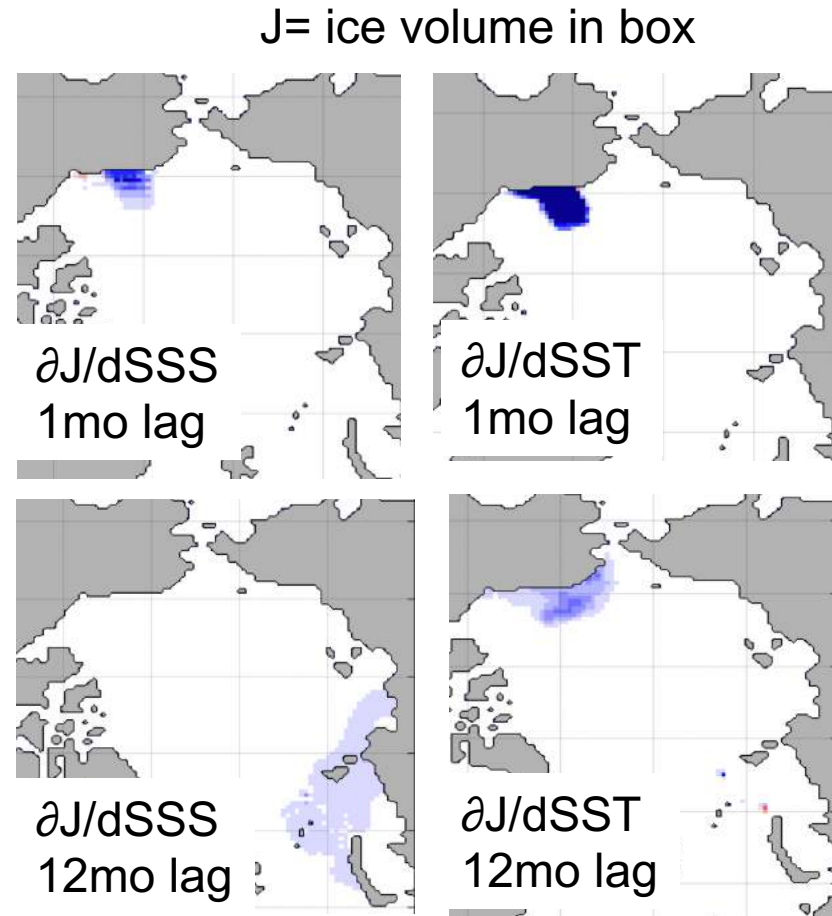 J= ice volume in box
∂J/dSSS
1mo lag
∂J/dSST
1mo lag
∂J/dSSS
12mo lag
∂J/dSST
12mo lag